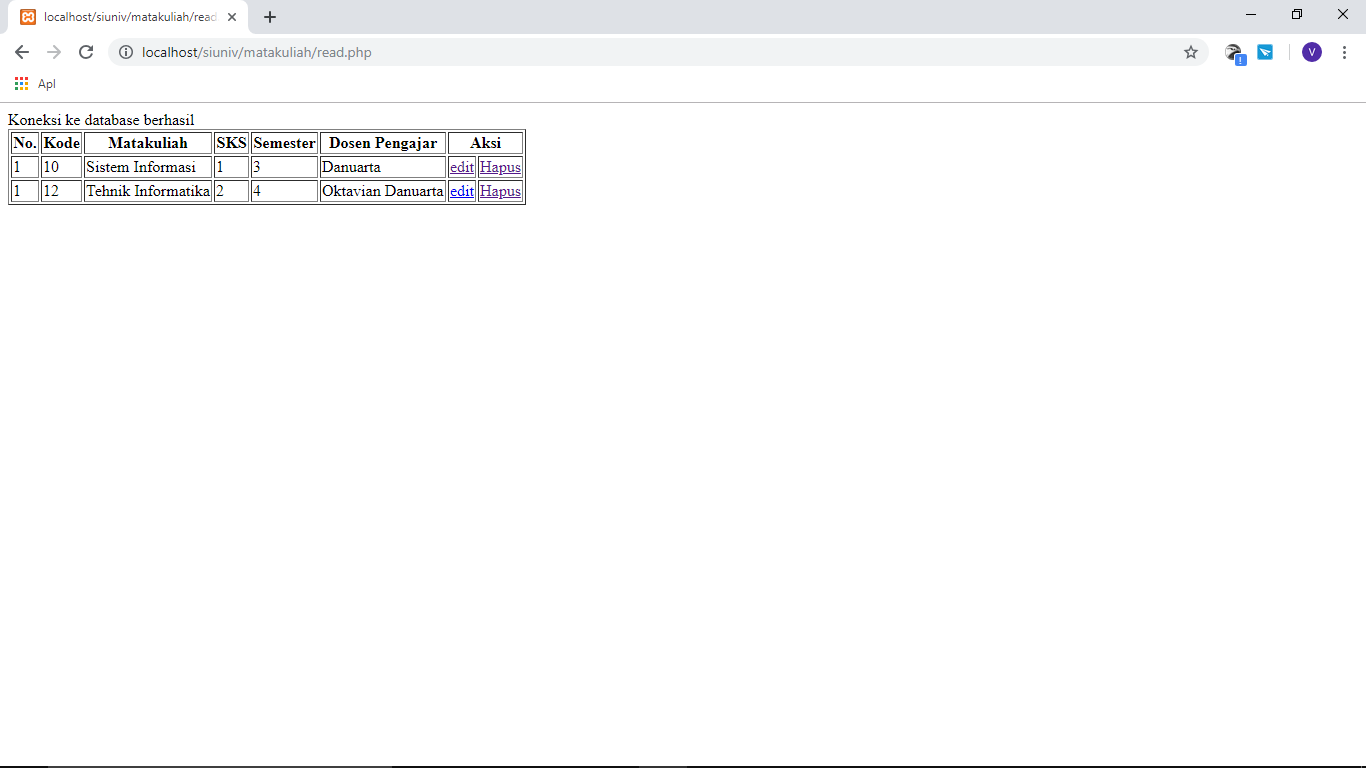 localhost/siuniv/matakuliah/read
localhost/siuniv/matakuliah/read.php
V
Apl
Koneksi ke database berhasil
No. Kode Matakuliah SKS Semester Dosen Pengajar Aksi
1 10 Sistem Informasi 1 3 Danuarta edit Hapus
1 12 Tehnik Informatika 2 4 Oktavian Danuarta edit Hapus